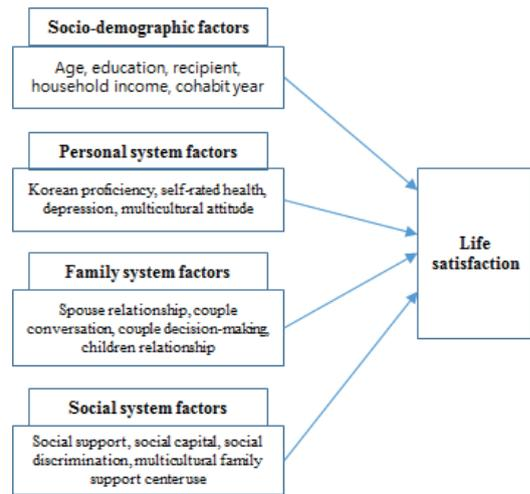 Socio-demographic factors
Age, education, recipient,
household income, cohabit year
Personal system factors
Korean proficiency, self-rated health,
depression, multicultural attitude
Family system factors
Spouse relationship, couple
conversation, couple decision-making,
children relationship
Social system factors
Social support, social capital, social
discrimination, multicultural family
support center use
Life
satisfaction